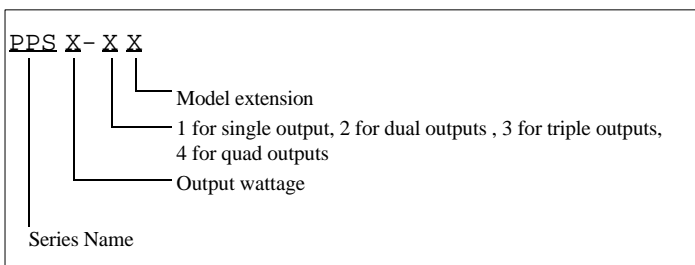 PPS X- X X
Model extension
1 for single output, 2 for dual outputs , 3 for triple outputs,
4 for quad outputs
Output wattage
Series Name